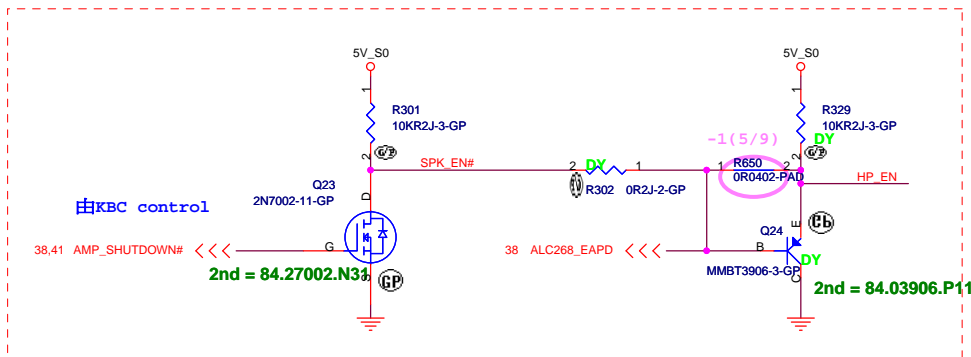 5V_S0
5V_S0
1
1
R301
10KR2J-3-GP
R329
10KR2J-3-GP
-1(5/9)
DY
2
G/P
2
G/P
SPK_EN#
2
DY
1
1
R650
2
R302
0R2J-2-GP
0R0402-PAD
HP_EN
Q23
2N7002-11-GP
D
由KBC control
E
Q24
38,41 AMP_SHUTDOWN#
G
38 ALC268_EAPD
B
MMBT3906-3-GP
DY
2nd = 84.27002.N31
S
GP
C
2nd = 84.03906.P11